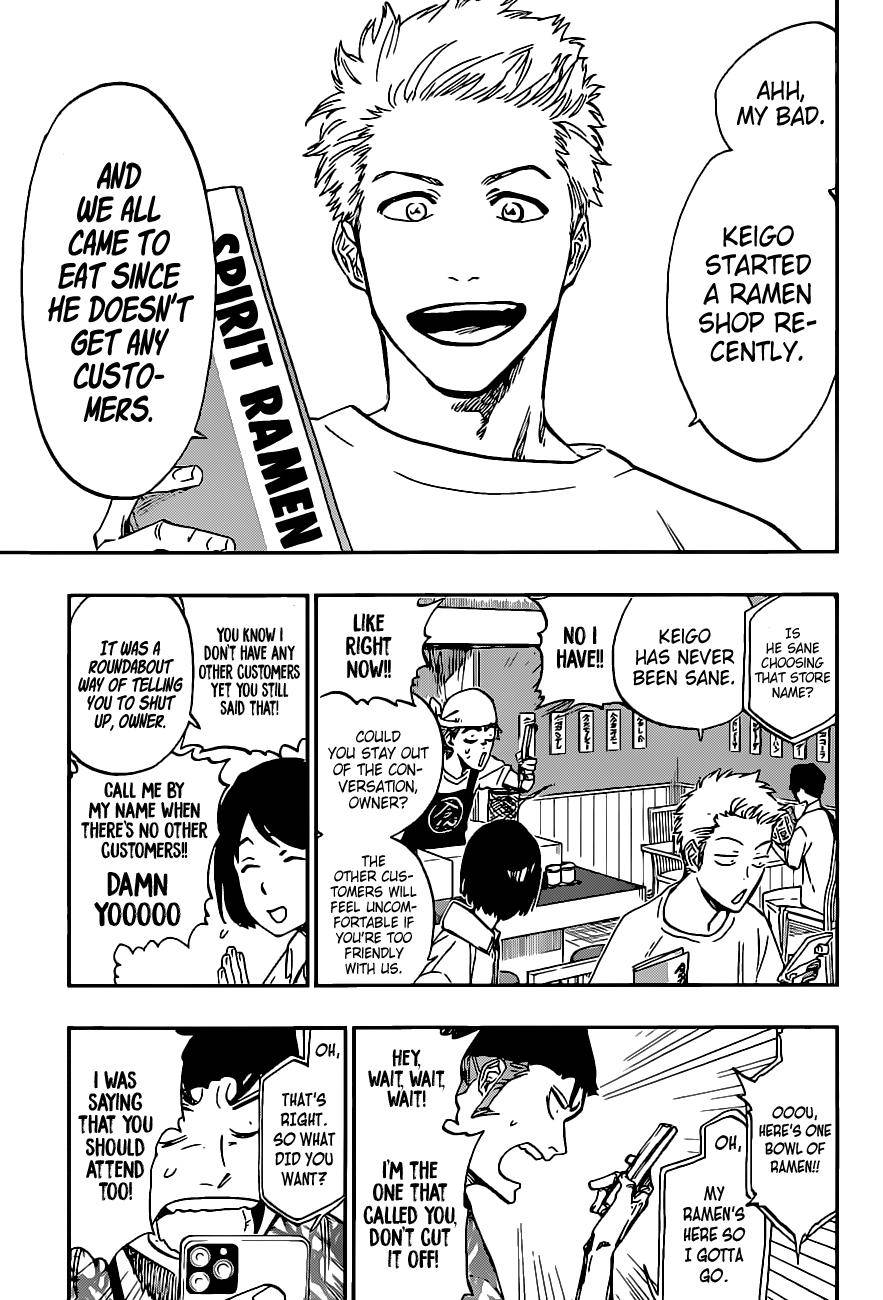 AHH,
MY BAD.
KEIGO
STARTED
A RAMEN
SHOP RE-
CENTLY.
SPIRIT RAMEN
AND
WE ALL
CAME TO
EAT SINCE
HE DOESN'T
GET ANY
CUSTO-
MERS.
IS
HE SANE
CHOOSING
THAT STORE
NAME?
KEIGO
HAS NEVER
BEEN SANE.
NO I
HAVE!!
LIKE
RIGHT
NOW!!
COULD
YOU STAY OUT
OF THE CON-
VERSATION,
OWNER?
THE
OTHER CUS-
TOMERS WILL
FEEL UNCOM-
FORTABLE IF
YOU'RE TOO
FRIENDLY
WITH US.
YOU KNOW I
DON'T HAVE ANY
OTHER CUSTOMERS
YET YOU STILL
SAID THAT!
IT WAS A
ROUNDABOUT
WAY OF TELLING
YOU TO SHUT
UP, OWNER.
CALL ME BY
MY NAME WHEN
THERE'S NO OTHER
CUSTOMERS!!
DAMN
YOOOOO
OOOU,
HERE'S ONE
BOWL OF
RAMEN!!
OH,
MY
RAMEN'S
HERE SO
I GOTTA
GO.
HEY,
WAIT, WAIT,
WAIT!
I'M THE
ONE THAT
CALLED YOU,
DON'T CUT
IT OFF!
OH,
THAT'S
RIGHT.
SO WHAT
DID YOU
WANT?
I WAS
SAYING
THAT YOU
SHOULD
ATTEND
TOO!